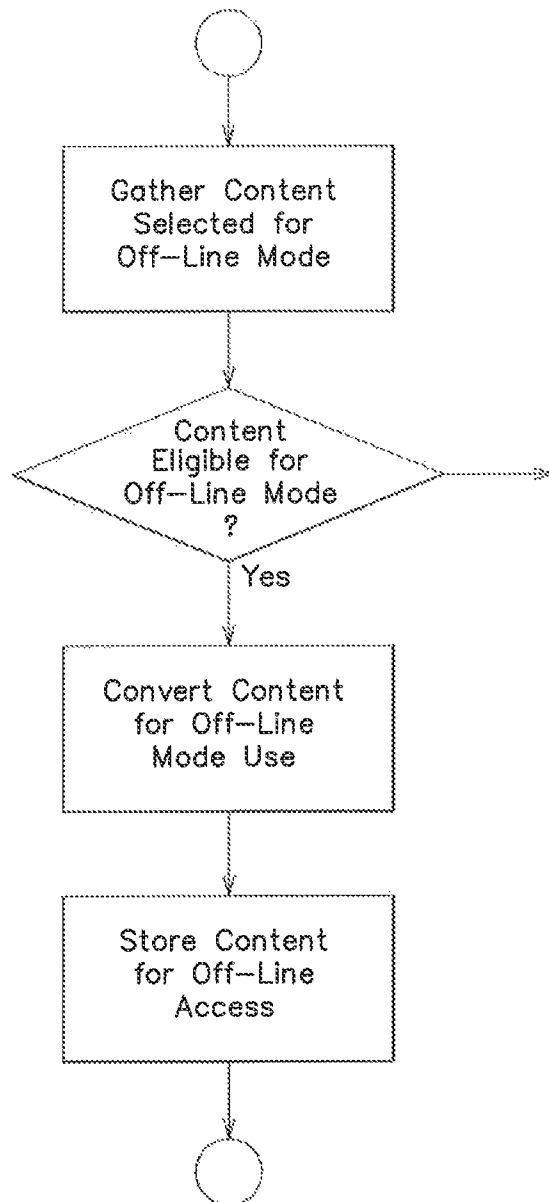 Gather Content
Selected for
Off-Line Mode
Content
Eligible for
Off-Line Mode
?
Yes
Convert Content
for Off-Line
Mode Use
Store Content
for Off-Line
Access